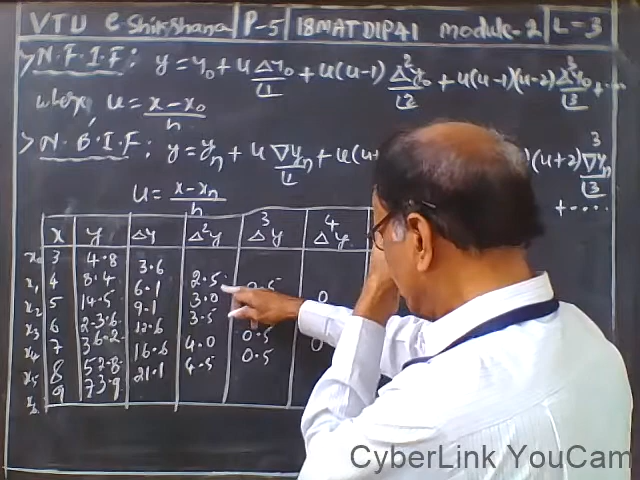 VTU e-Shikshana P-5 18MATDIP41 module-2 L-3
> N.F.I.F: y = y₀ + u Δy₀/⌊1 + u(u-1) Δ²y₀/⌊2 + u(u-1)(u-2) Δ³y₀/⌊3 + ...
where, u = x-x₀/h
> N.B.I.F: y = yₙ + u ∇yₙ/⌊1 + u(u+ (u+2) ∇³yₙ/⌊3
u = x-xₙ/h + ....
x y Δy Δ²y Δ³y Δ⁴y
x₀ 3 4.8 3.6 2.5 0.5 0
x₁ 4 8.4 6.1 3.0
x₂ 5 14.5 9.1 3.5 0.5 0
x₃ 6 23.6 12.6 4.0 0.5
x₄ 7 36.2 16.6 4.5
x₅ 8 52.8 21.1
9 73.9
CyberLink YouCam